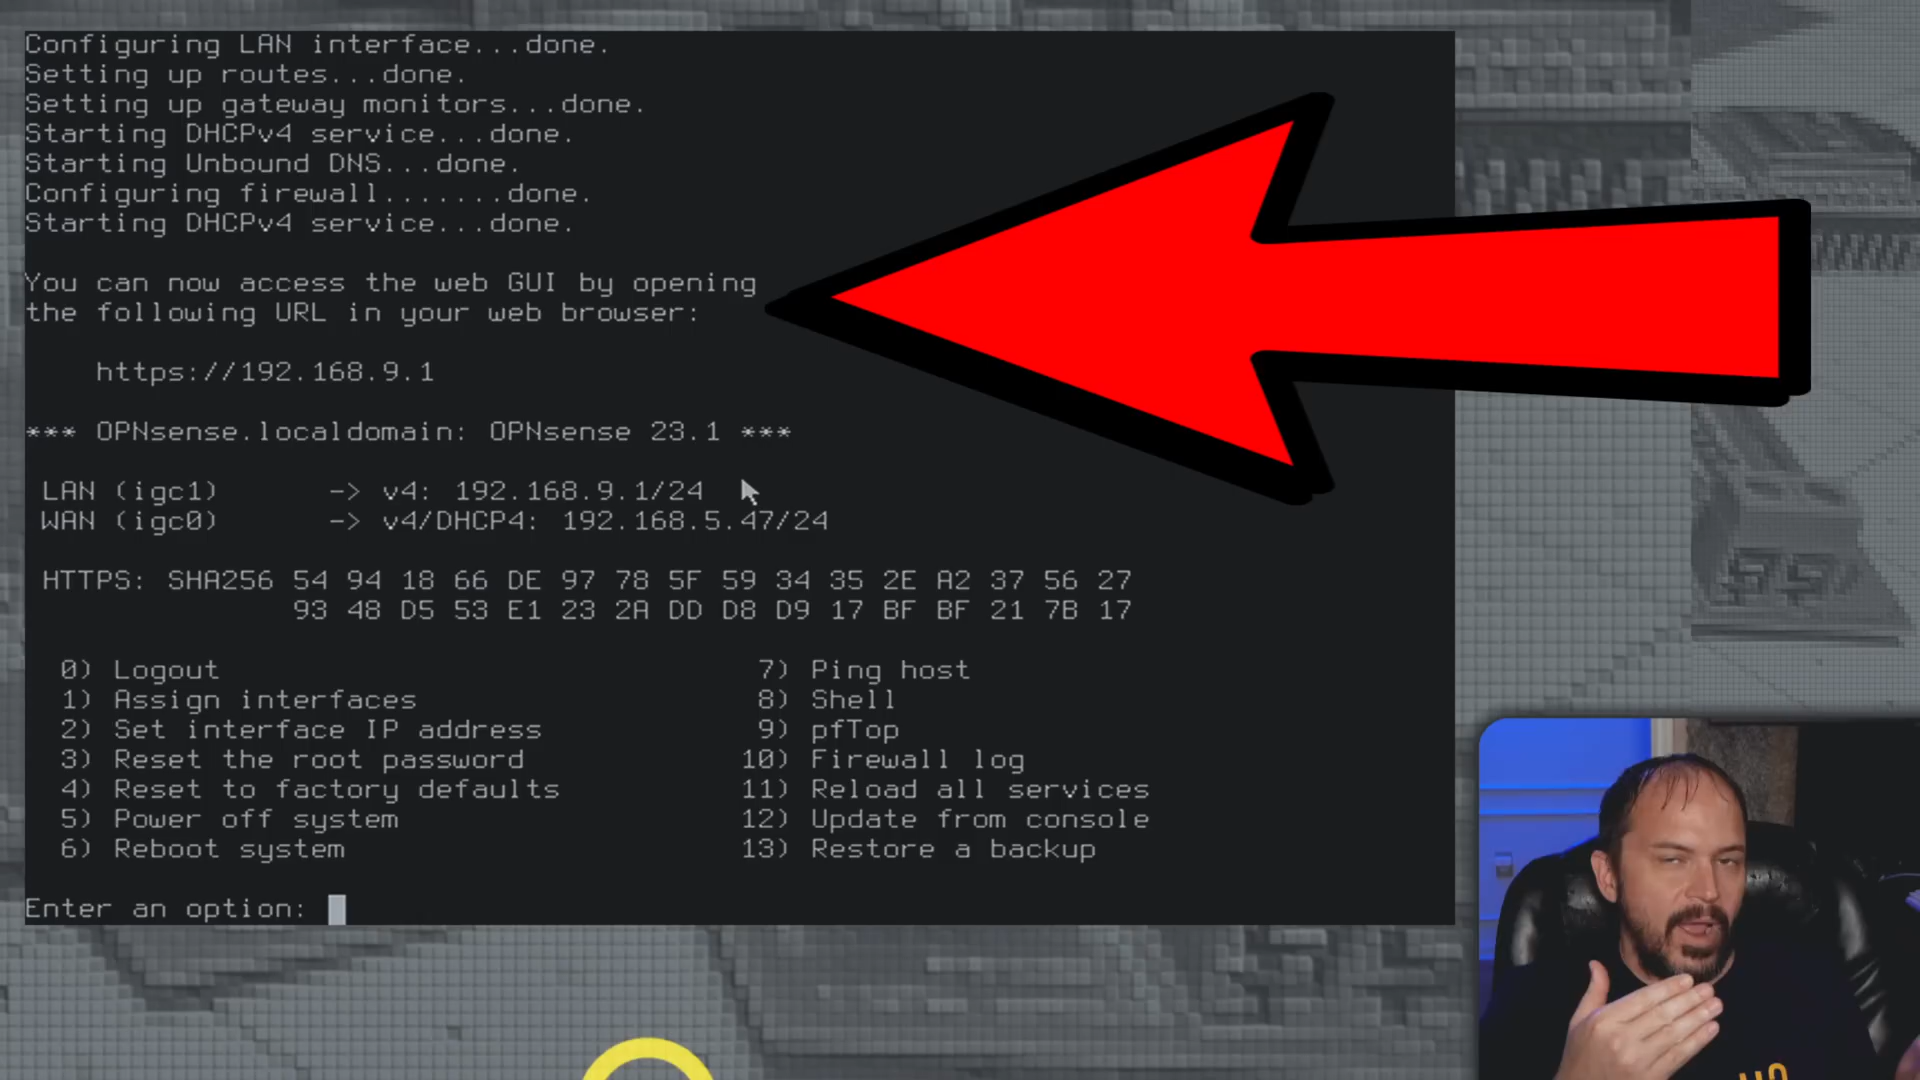 Configuring LAN interface...done.
Setting up routes...done.
Setting up gateway monitors...done.
Starting DHCPv4 service...done.
Starting Unbound DNS...done.
Configuring firewall.......done.
Starting DHCPv4 service...done.
You can now access the web GUI by opening
the following URL in your web browser:
https://192.168.9.1
*** OPNsense.localdomain: OPNsense 23.1 ***
LAN (igc1) -> v4: 192.168.9.1/24
WAN (igc0) -> v4/DHCP4: 192.168.5.47/24
HTTPS: SHA256 54 94 18 66 DE 97 78 5F 59 34 35 2E A2 37 56 27
93 48 D5 53 E1 23 2A DD D8 D9 17 BF BF 21 7B 17
0) Logout 7) Ping host
1) Assign interfaces 8) Shell
2) Set interface IP address 9) pfTop
3) Reset the root password 10) Firewall log
4) Reset to factory defaults 11) Reload all services
5) Power off system 12) Update from console
6) Reboot system 13) Restore a backup
Enter an option: